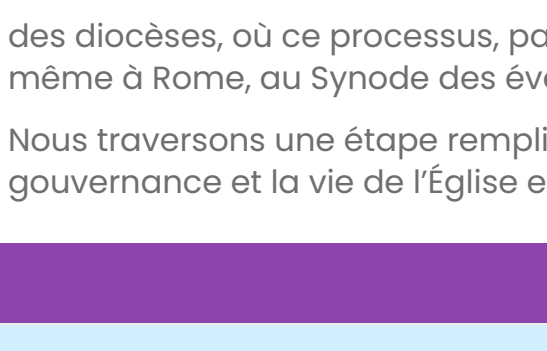 des diocèses, où ce processus, pa
même à Rome, au Synode des évê
Nous traversons une étape rempli
gouvernance et la vie de l'Église e